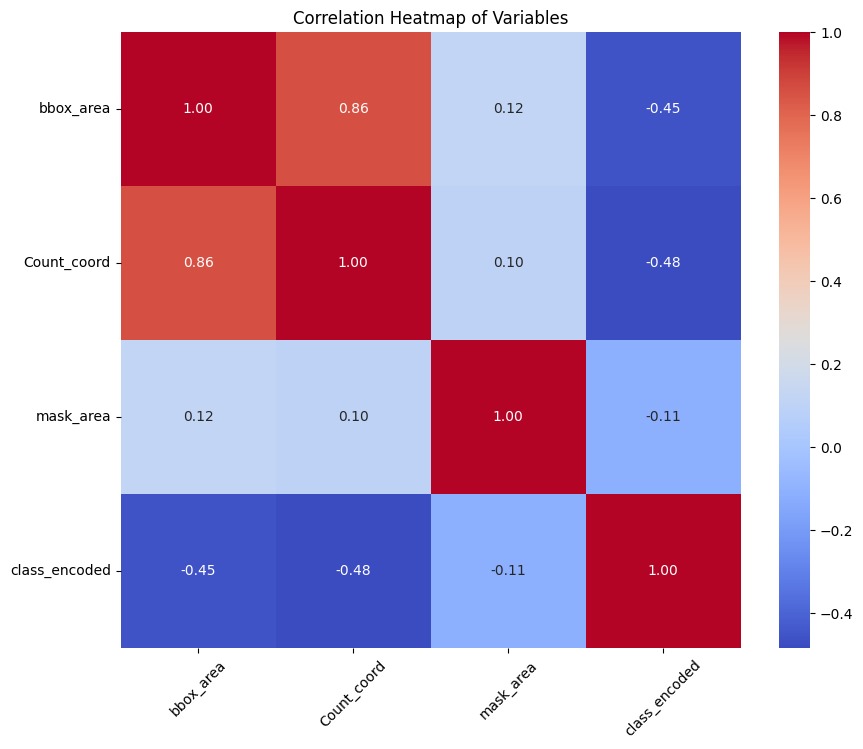 Correlation Heatmap of Variables
bbox_area 1.00 0.86 0.12 -0.45
Count_coord 0.86 1.00 0.10 -0.48
mask_area 0.12 0.10 1.00 -0.11
class_encoded -0.45 -0.48 -0.11 1.00
bbox_area Count_coord mask_area class_encoded
1.0
0.8
0.6
0.4
0.2
0.0
−0.2
−0.4